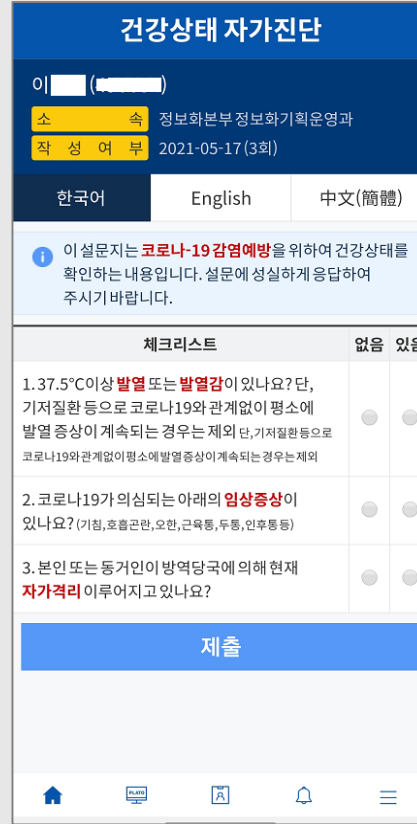 건강상태 자가진단
이 ( )
소 속 정보화본부 정보화기획운영과
작 성 여 부 2021-05-17 (3회)
한국어 English 中文(簡體)
이 설문지는 코로나-19 감염예방을 위하여 건강상태를
확인하는 내용입니다. 설문에 성실하게 응답하여
주시기 바랍니다.
체크리스트 없음 있음
1. 37.5℃이상 발열 또는 발열감이 있나요? 단,
기저질환 등으로 코로나19와 관계없이 평소에
발열 증상이 계속되는 경우는 제외 단,기저질환등으로
코로나19와관계없이평소에발열증상이계속되는경우는제외
2. 코로나19가 의심되는 아래의 임상증상이
있나요? (기침,호흡곤란,오한,근육통,두통,인후통 등)
3. 본인 또는 동거인이 방역당국에 의해 현재
자가격리 이루어지고 있나요?
제출
PLATO